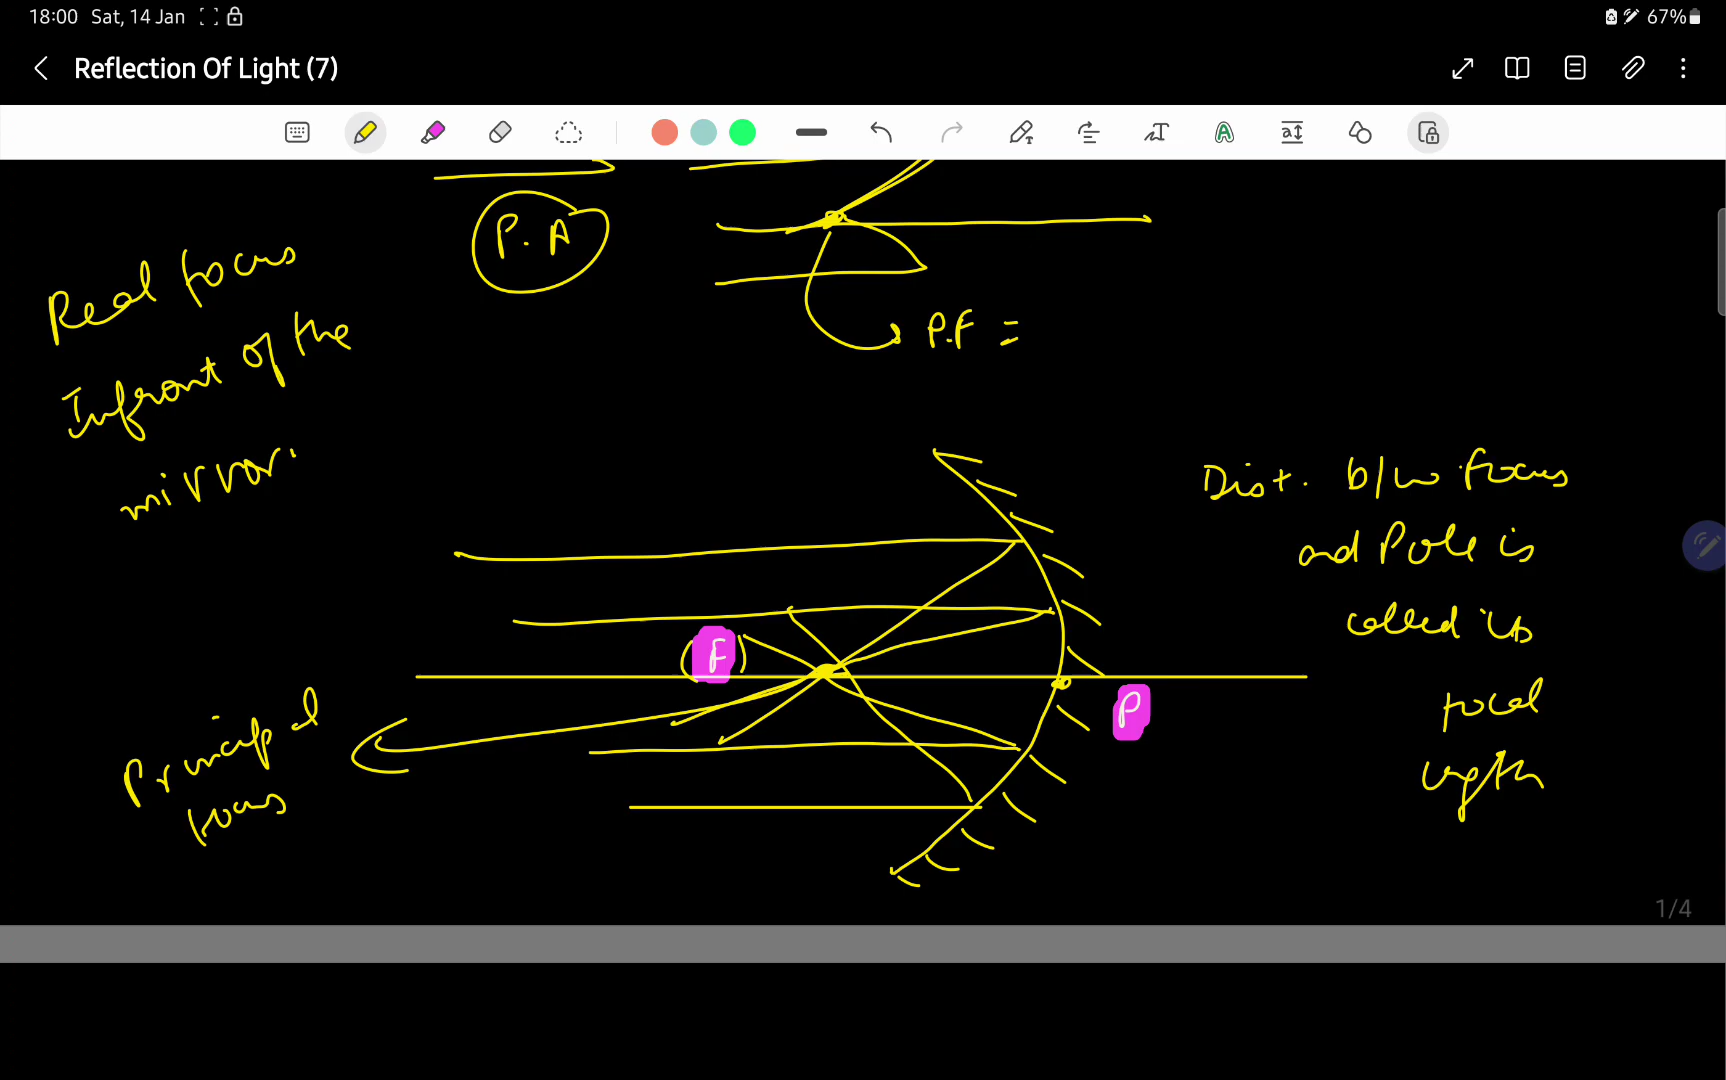 18:00 Sat, 14 Jan
67%
Reflection Of Light (7)
P.A
Real focus
Infront of the
mirror.
P.F =
Dist. b/w focus
and Pole is
called its
focal
length
F
P
Principal
focus
1/4